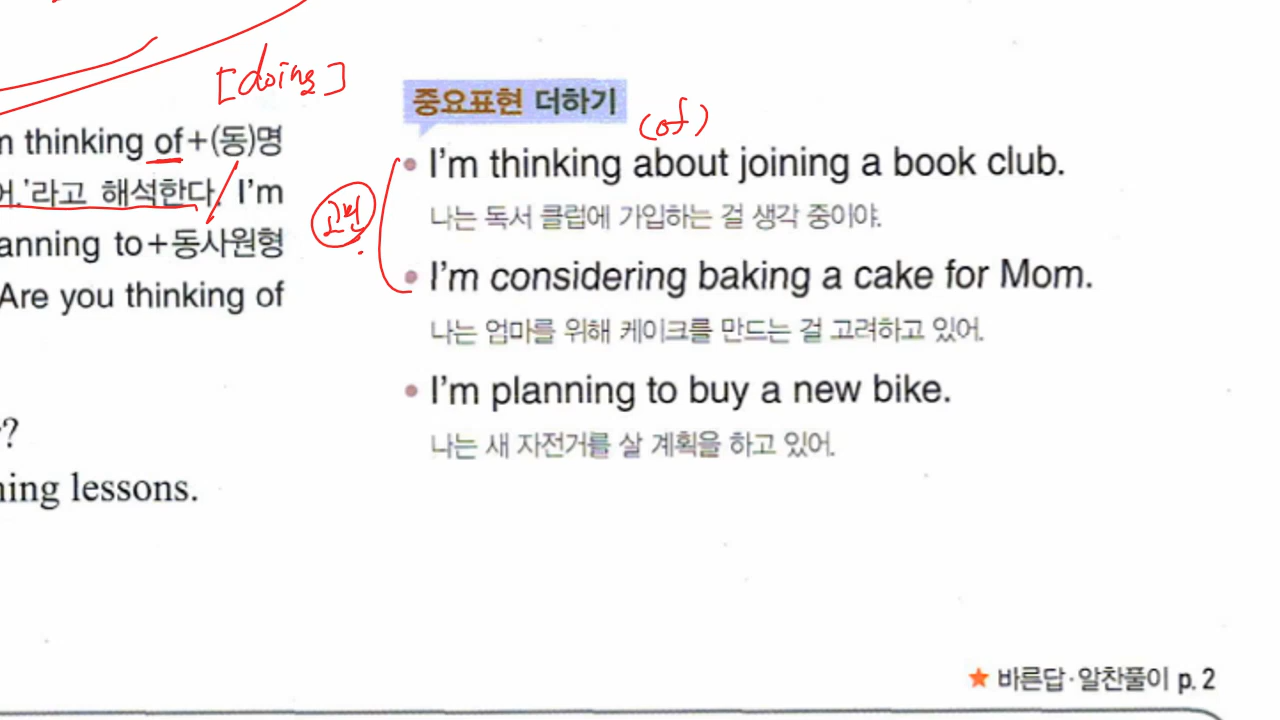 [doing]
thinking of+(동)명
어.'라고 해석한다. I'm
anning to+동사원형
Are you thinking of
?
ning lessons.
중요표현 더하기
(of)
I'm thinking about joining a book club.
나는 독서 클럽에 가입하는 걸 생각 중이야.
I'm considering baking a cake for Mom.
나는 엄마를 위해 케이크를 만드는 걸 고려하고 있어.
I'm planning to buy a new bike.
나는 새 자전거를 살 계획을 하고 있어.
★ 바른답·알찬풀이 p. 2